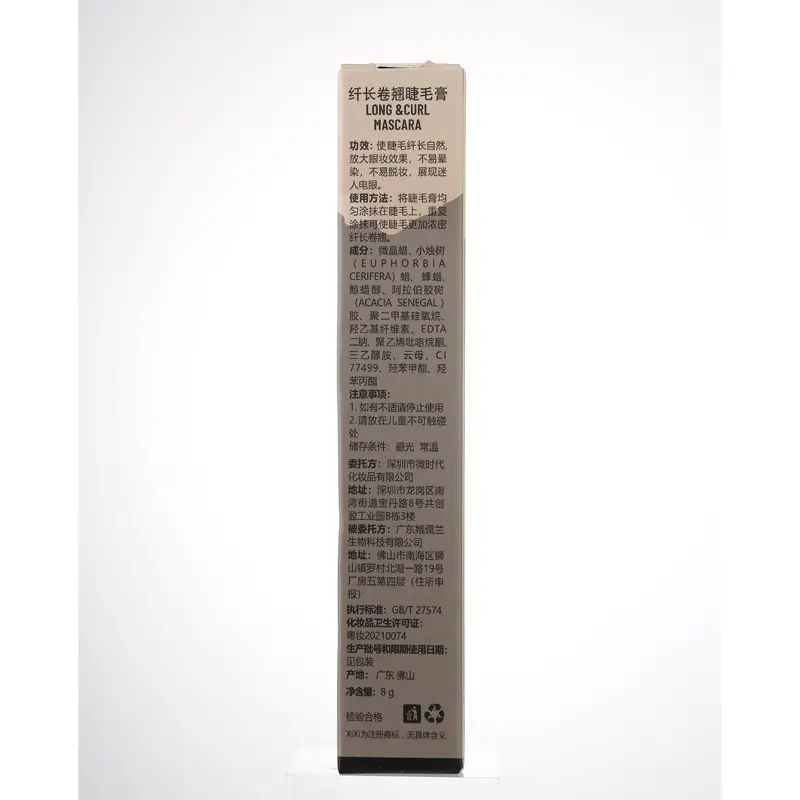 纤长卷翘睫毛膏
LONG &CURL
MASCARA
功效：使睫毛纤长自然,
放大眼妆效果，不易晕
染，不易脱妆，展现迷
人电眼。
使用方法：将睫毛膏均
匀涂抹在睫毛上，重复
涂抹可使睫毛更加浓密
纤长卷翘。
成分：微晶蜡、小烛树
（EUPHORBIA
CERIFERA）蜡、蜂蜡、
鲸蜡醇、阿拉伯胶树
（ACACIA SENEGAL）
胶、聚二甲基硅氧烷、
羟乙基纤维素、EDTA
二钠、聚乙烯吡咯烷酮、
三乙醇胺、云母、CI
77499、羟苯甲酯、羟
苯丙酯
注意事项：
1. 如有不适请停止使用
2.请放在儿童不可触碰
处
储存条件：避光 常温
委托方：深圳市微时代
化妆品有限公司
地址：深圳市龙岗区南
湾街道宝丹路8号共创
盈工业园B栋3楼
被委托方：广东娥佩兰
生物科技有限公司
地址：佛山市南海区狮
山镇罗村北湖一路19号
厂房五第四层（住所申
报）
执行标准：GB/T 27574
化妆品卫生许可证：
粤妆20210074
生产批号和限期使用日期：
见包装
产地：广东 佛山
净含量：8 g
检验合格
XiXi为注册商标，无具体含义